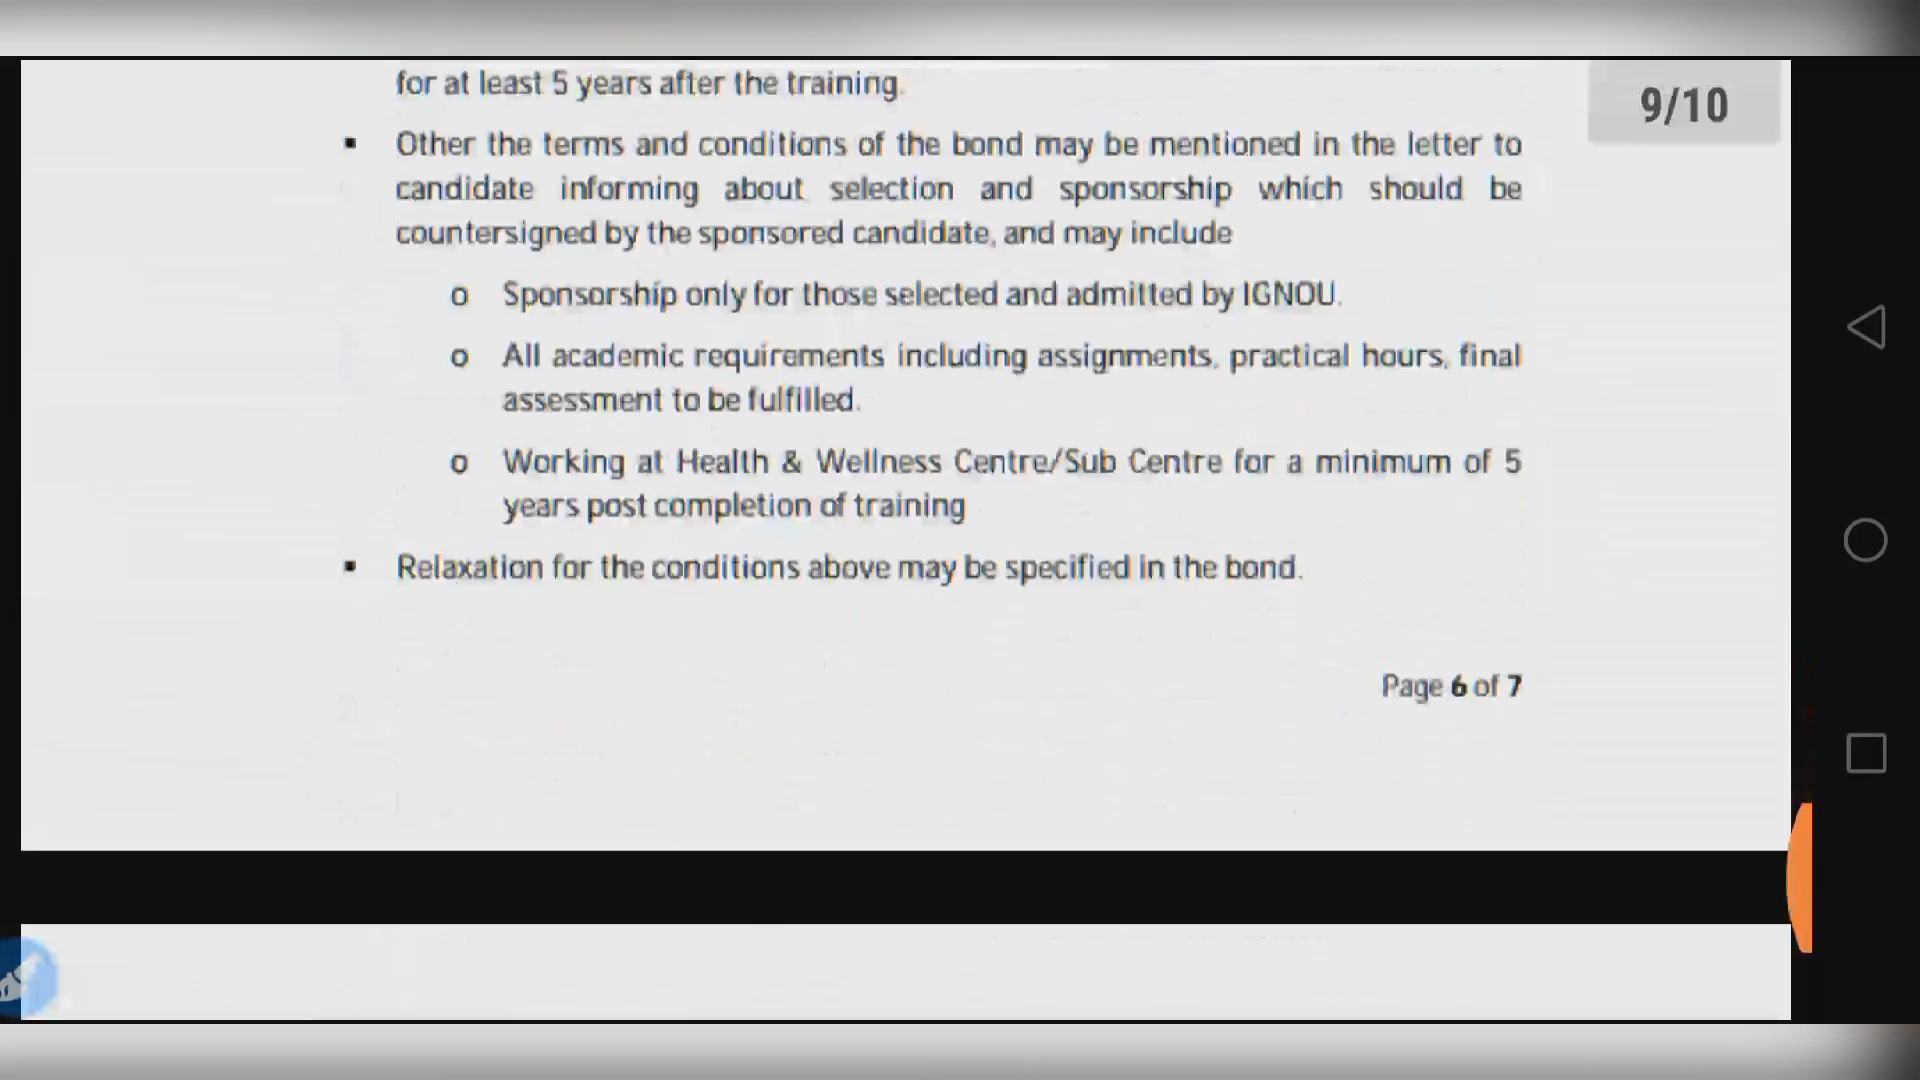 for at least 5 years after the training.
9/10
▪ Other the terms and conditions of the bond may be mentioned in the letter to
candidate informing about selection and sponsorship which should be
countersigned by the sponsored candidate, and may include
o Sponsorship only for those selected and admitted by IGNOU.
o All academic requirements including assignments, practical hours, final
assessment to be fulfilled.
o Working at Health & Wellness Centre/Sub Centre for a minimum of 5
years post completion of training
▪ Relaxation for the conditions above may be specified in the bond.
Page 6 of 7